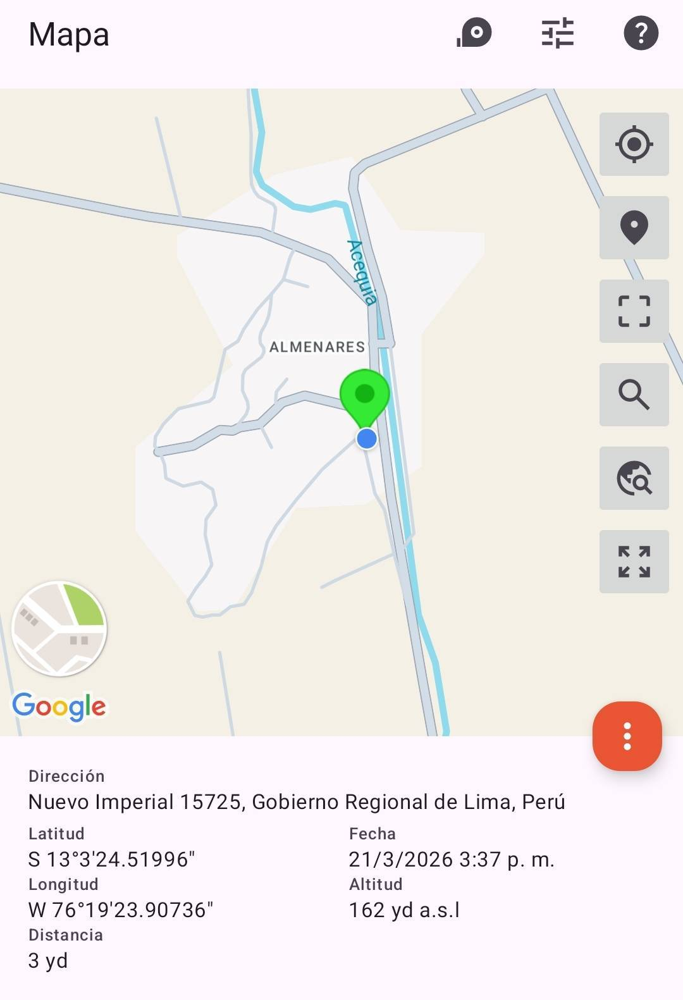 Mapa
Acequia
ALMENARES
Google
Dirección
Nuevo Imperial 15725, Gobierno Regional de Lima, Perú
Latitud
S 13°3'24.51996"
Fecha
21/3/2026 3:37 p. m.
Longitud
W 76°19'23.90736"
Altitud
162 yd a.s.l
Distancia
3 yd